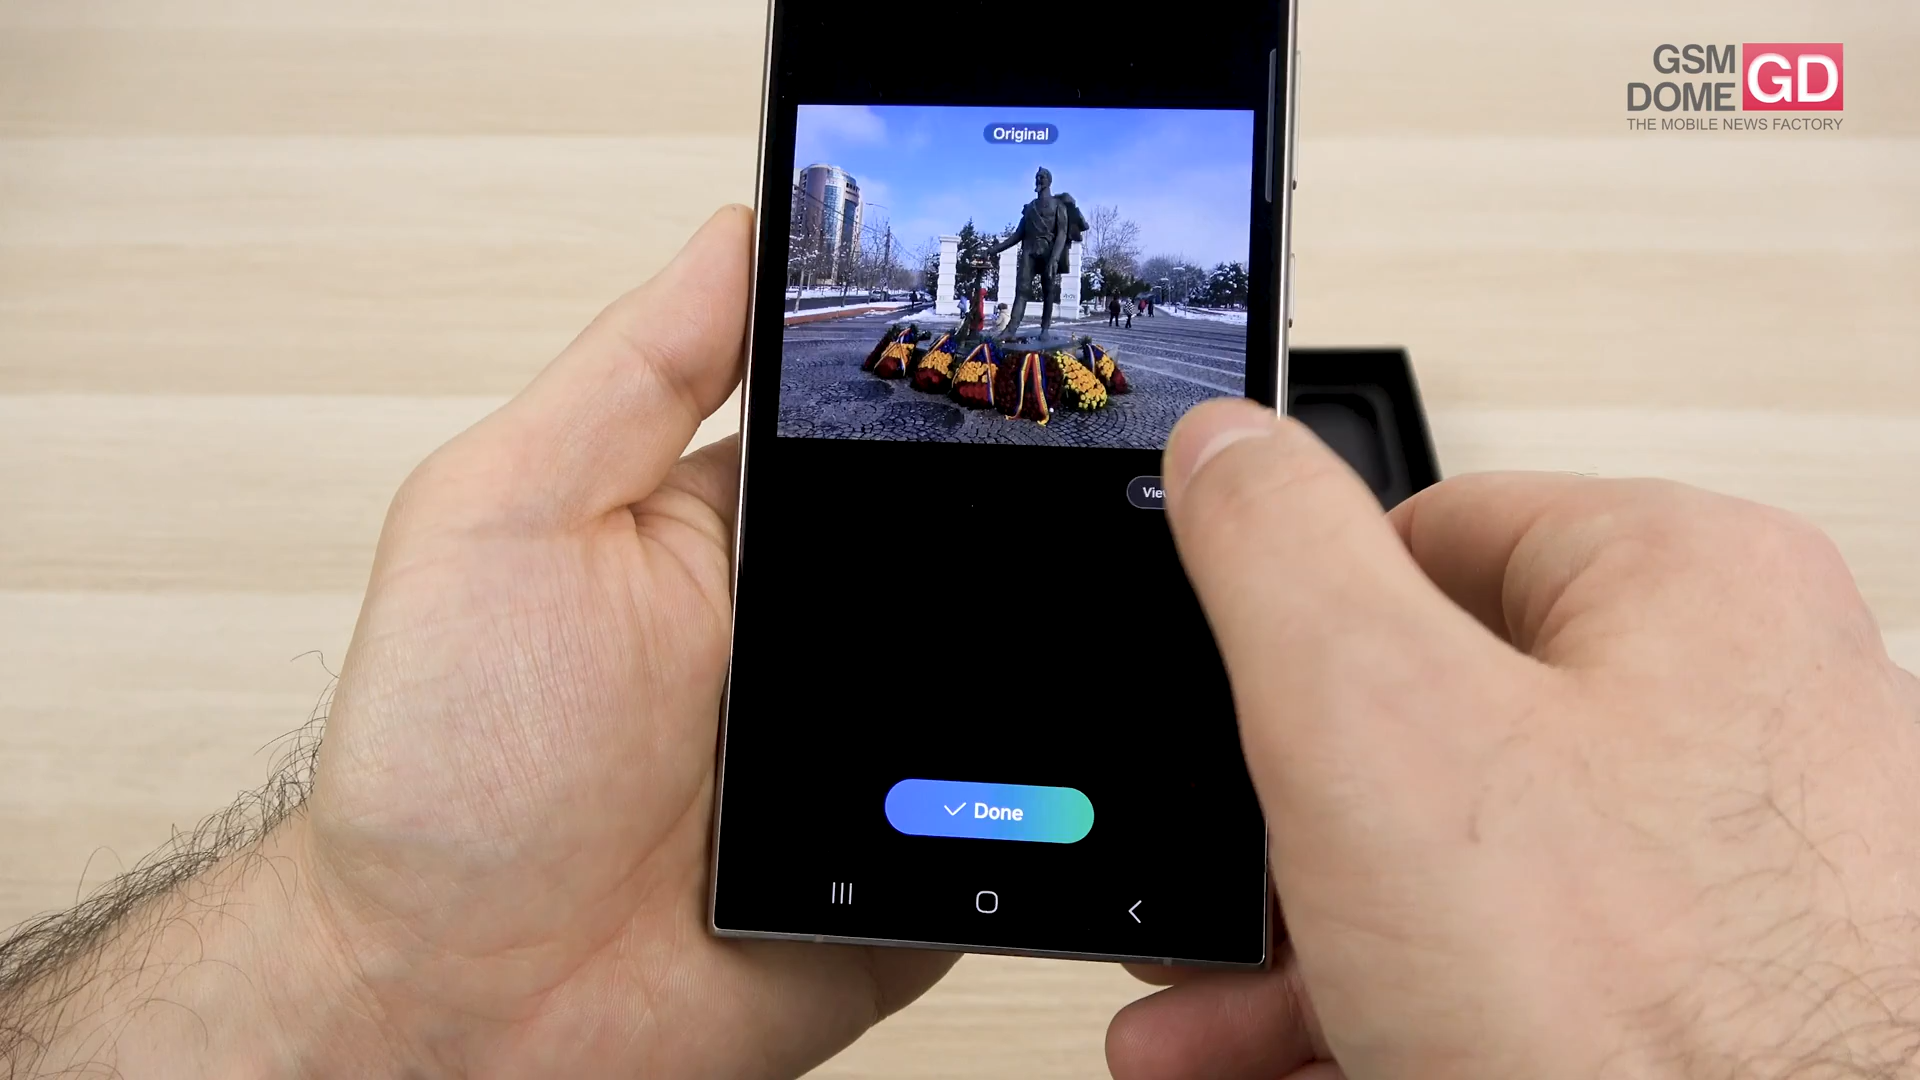 GSM
DOME
GD
THE MOBILE NEWS FACTORY
Original
Done